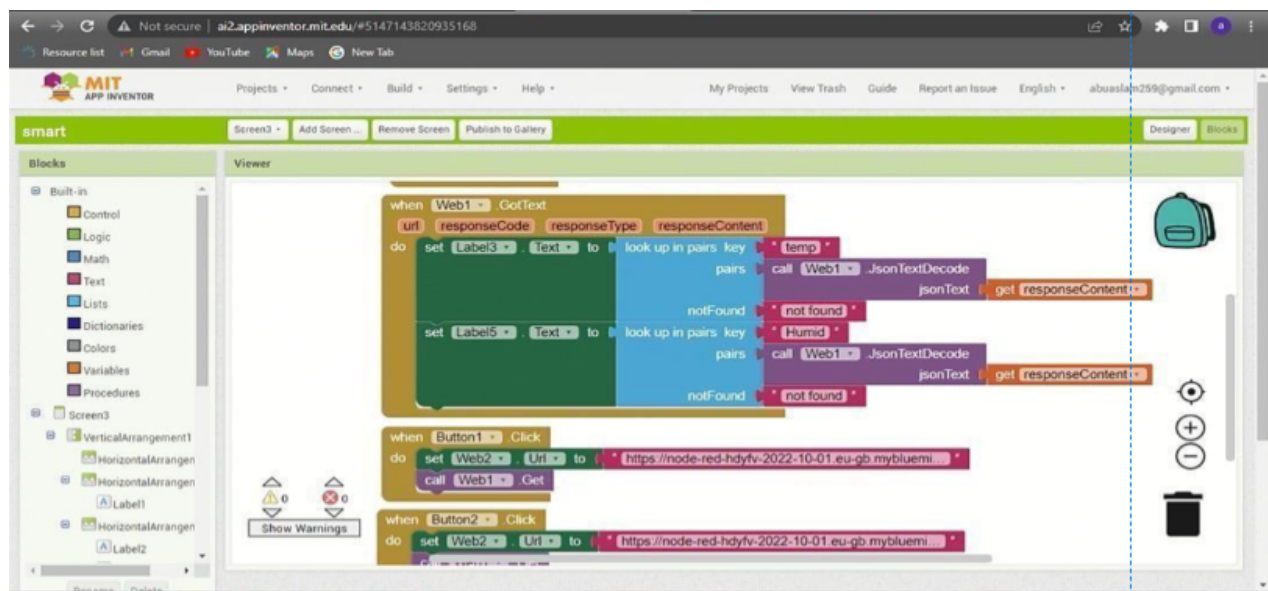 Not secure | ai2.appinventor.mit.edu/#5147143820935168 a
Resource list Gmail YouTube Maps New Tab
MIT
APP INVENTOR
Projects Connect Build Settings Help My Projects View Trash Guide Report an Issue English abuaslam259@gmail.com
smart Screen3 Add Screen ... Remove Screen Publish to Gallery Designer Blocks
Blocks Viewer
Built-in
Control
Logic
Math
Text
Lists
Dictionaries
Colors
Variables
Procedures
Screen3
VerticalArrangement1
HorizontalArrangen
HorizontalArrangen
A Label1
HorizontalArrangen
A Label2
when Web1 .GotText
url responseCode responseType responseContent
do set Label3 . Text to look up in pairs key " temp "
pairs call Web1 .JsonTextDecode
jsonText get responseContent
notFound " not found "
set Label5 . Text to look up in pairs key " Humid "
pairs call Web1 .JsonTextDecode
jsonText get responseContent
notFound " not found "
when Button1 .Click
do set Web2 . Url to " https://node-red-hdyfv-2022-10-01.eu-gb.mybluemi... "
call Web1 .Get
when Button2 .Click
do set Web2 . Url to " https://node-red-hdyfv-2022-10-01.eu-gb.mybluemi... "
0 0
Show Warnings
Rename Delete